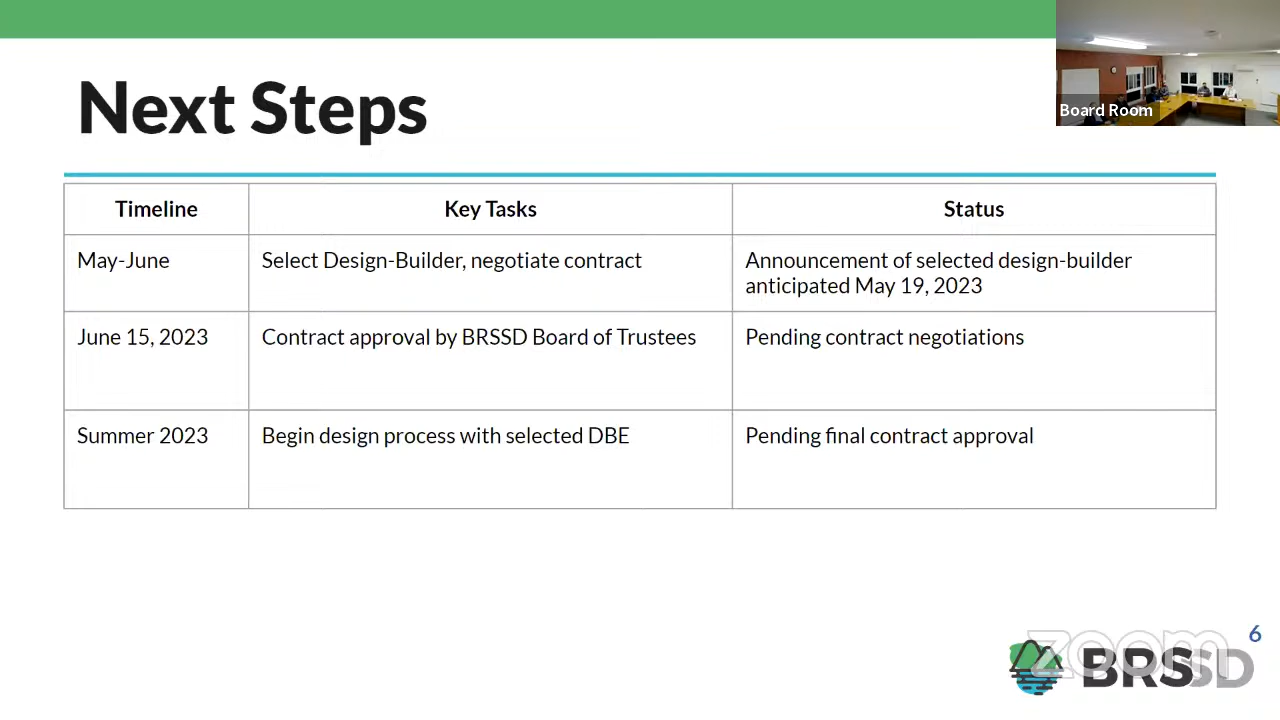 Next Steps
Board Room
Timeline
Key Tasks
Status
May-June
Select Design-Builder, negotiate contract
Announcement of selected design-builder
anticipated May 19, 2023
June 15, 2023
Contract approval by BRSSD Board of Trustees
Pending contract negotiations
Summer 2023
Begin design process with selected DBE
Pending final contract approval
6
zoom
BRSSD